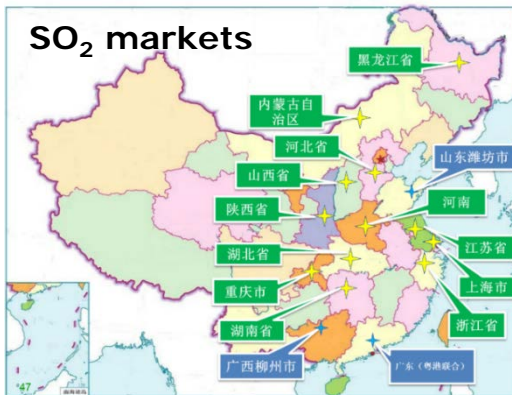 SO₂ markets
黑龙江省
内蒙古自
治区
河北省
山东潍坊市
山西省
陕西省
河南
湖北省
江苏省
重庆市
上海市
湖南省
浙江省
广西柳州市
广东（粤港联合）
47